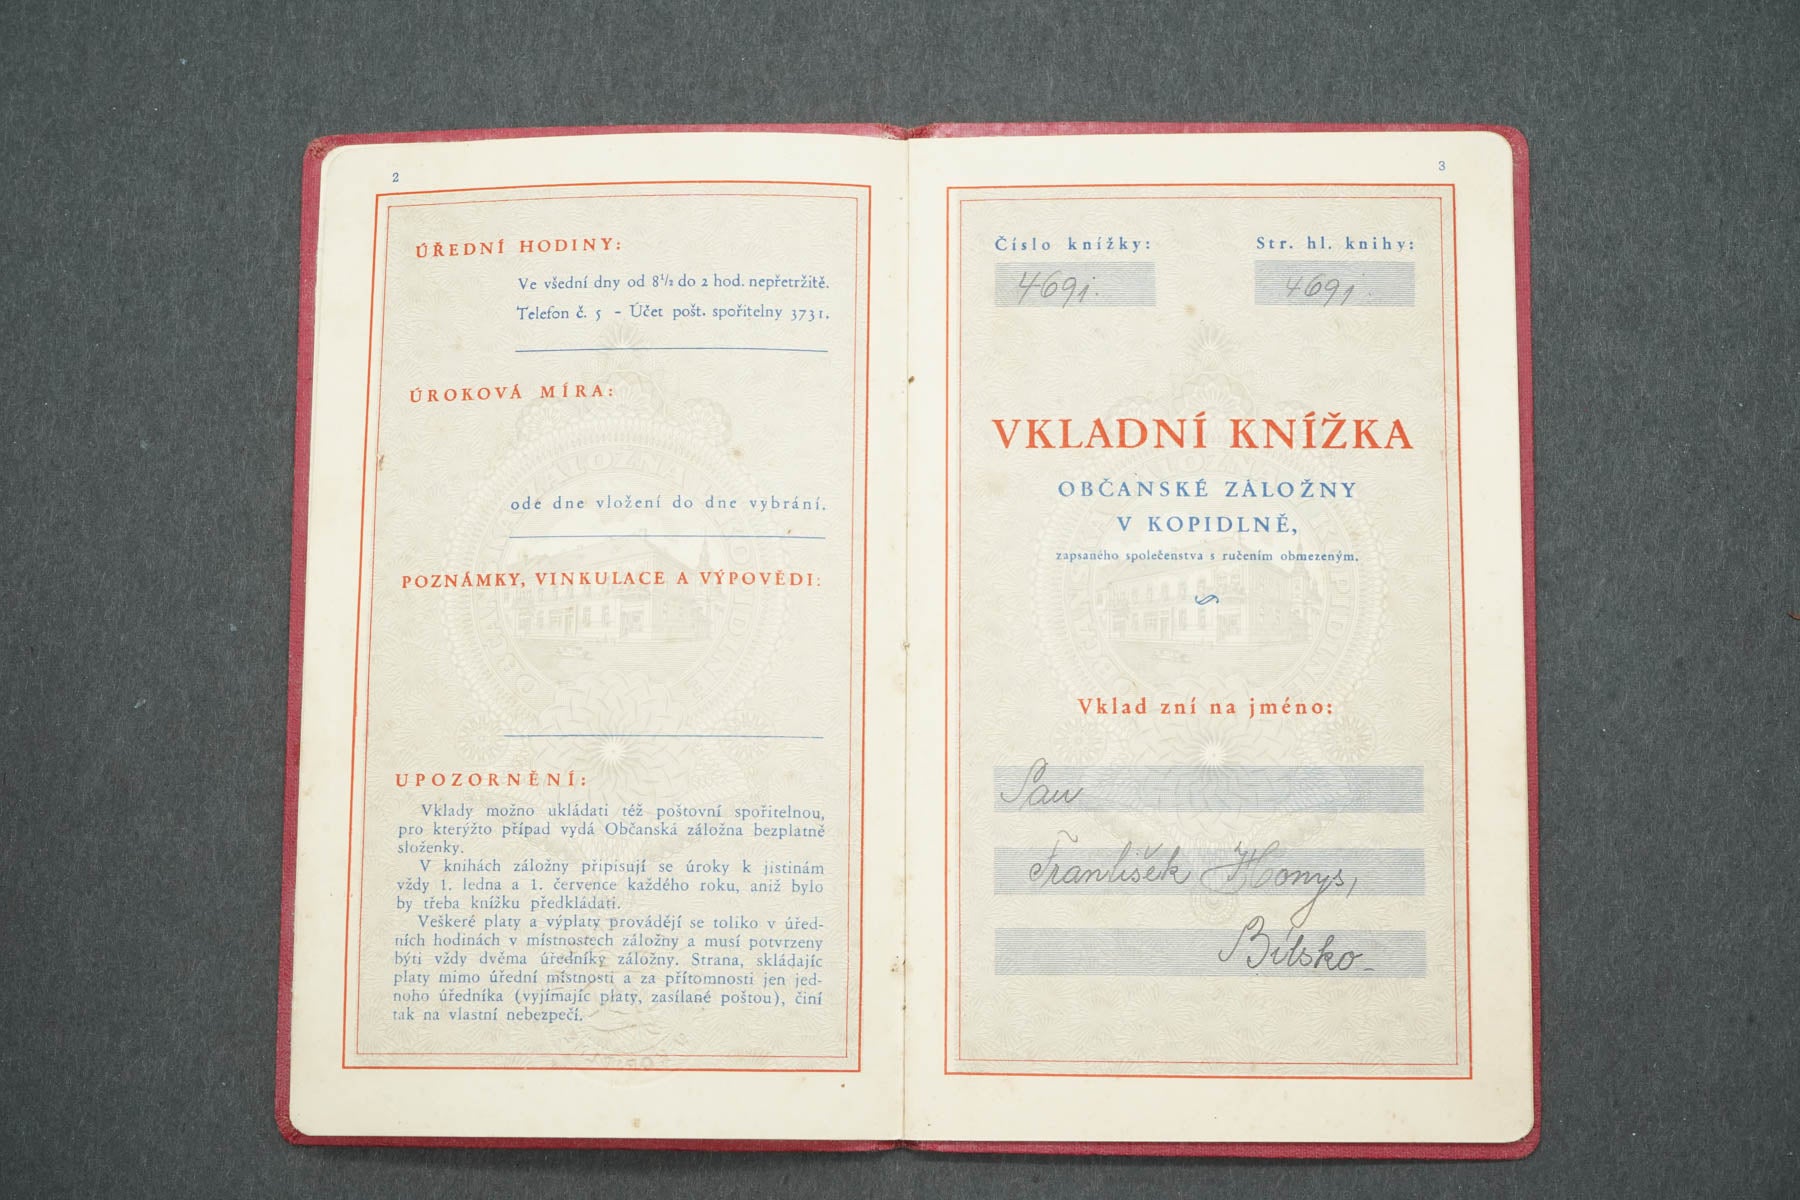 2
ÚŘEDNÍ HODINY:
Ve všední dny od 8½ do 2 hod. nepřetržitě.
Telefon č. 5 – Účet pošt. spořitelny 3731.
ÚROKOVÁ MÍRA:
ode dne vložení do dne vybrání.
POZNÁMKY, VINKULACE A VÝPOVĚDI:
UPOZORNĚNÍ:
Vklady možno ukládati též poštovní spořitelnou,
pro kterýžto případ vydá Občanská záložna bezplatně
složenky.
V knihách záložny připisují se úroky k jistinám
vždy 1. ledna a 1. července každého roku, aniž bylo
by třeba knížku předkládati.
Veškeré platy a výplaty provádějí se toliko v úřed-
ních hodinách v místnostech záložny a musí potvrzeny
býti vždy dvěma úředníky záložny. Strana, skládajíc
platy mimo úřední místnosti a za přítomnosti jen jed-
noho úředníka (vyjímajíc platy, zasílané poštou), činí
tak na vlastní nebezpečí.
3
Číslo knížky: Str. hl. knihy:
4691. 4691.
VKLADNÍ KNÍŽKA
OBČANSKÉ ZÁLOŽNY
V KOPIDLNĚ,
zapsaného společenstva s ručením obmezeným.
Vklad zní na jméno:
Pan
František Honys,
Bílsko